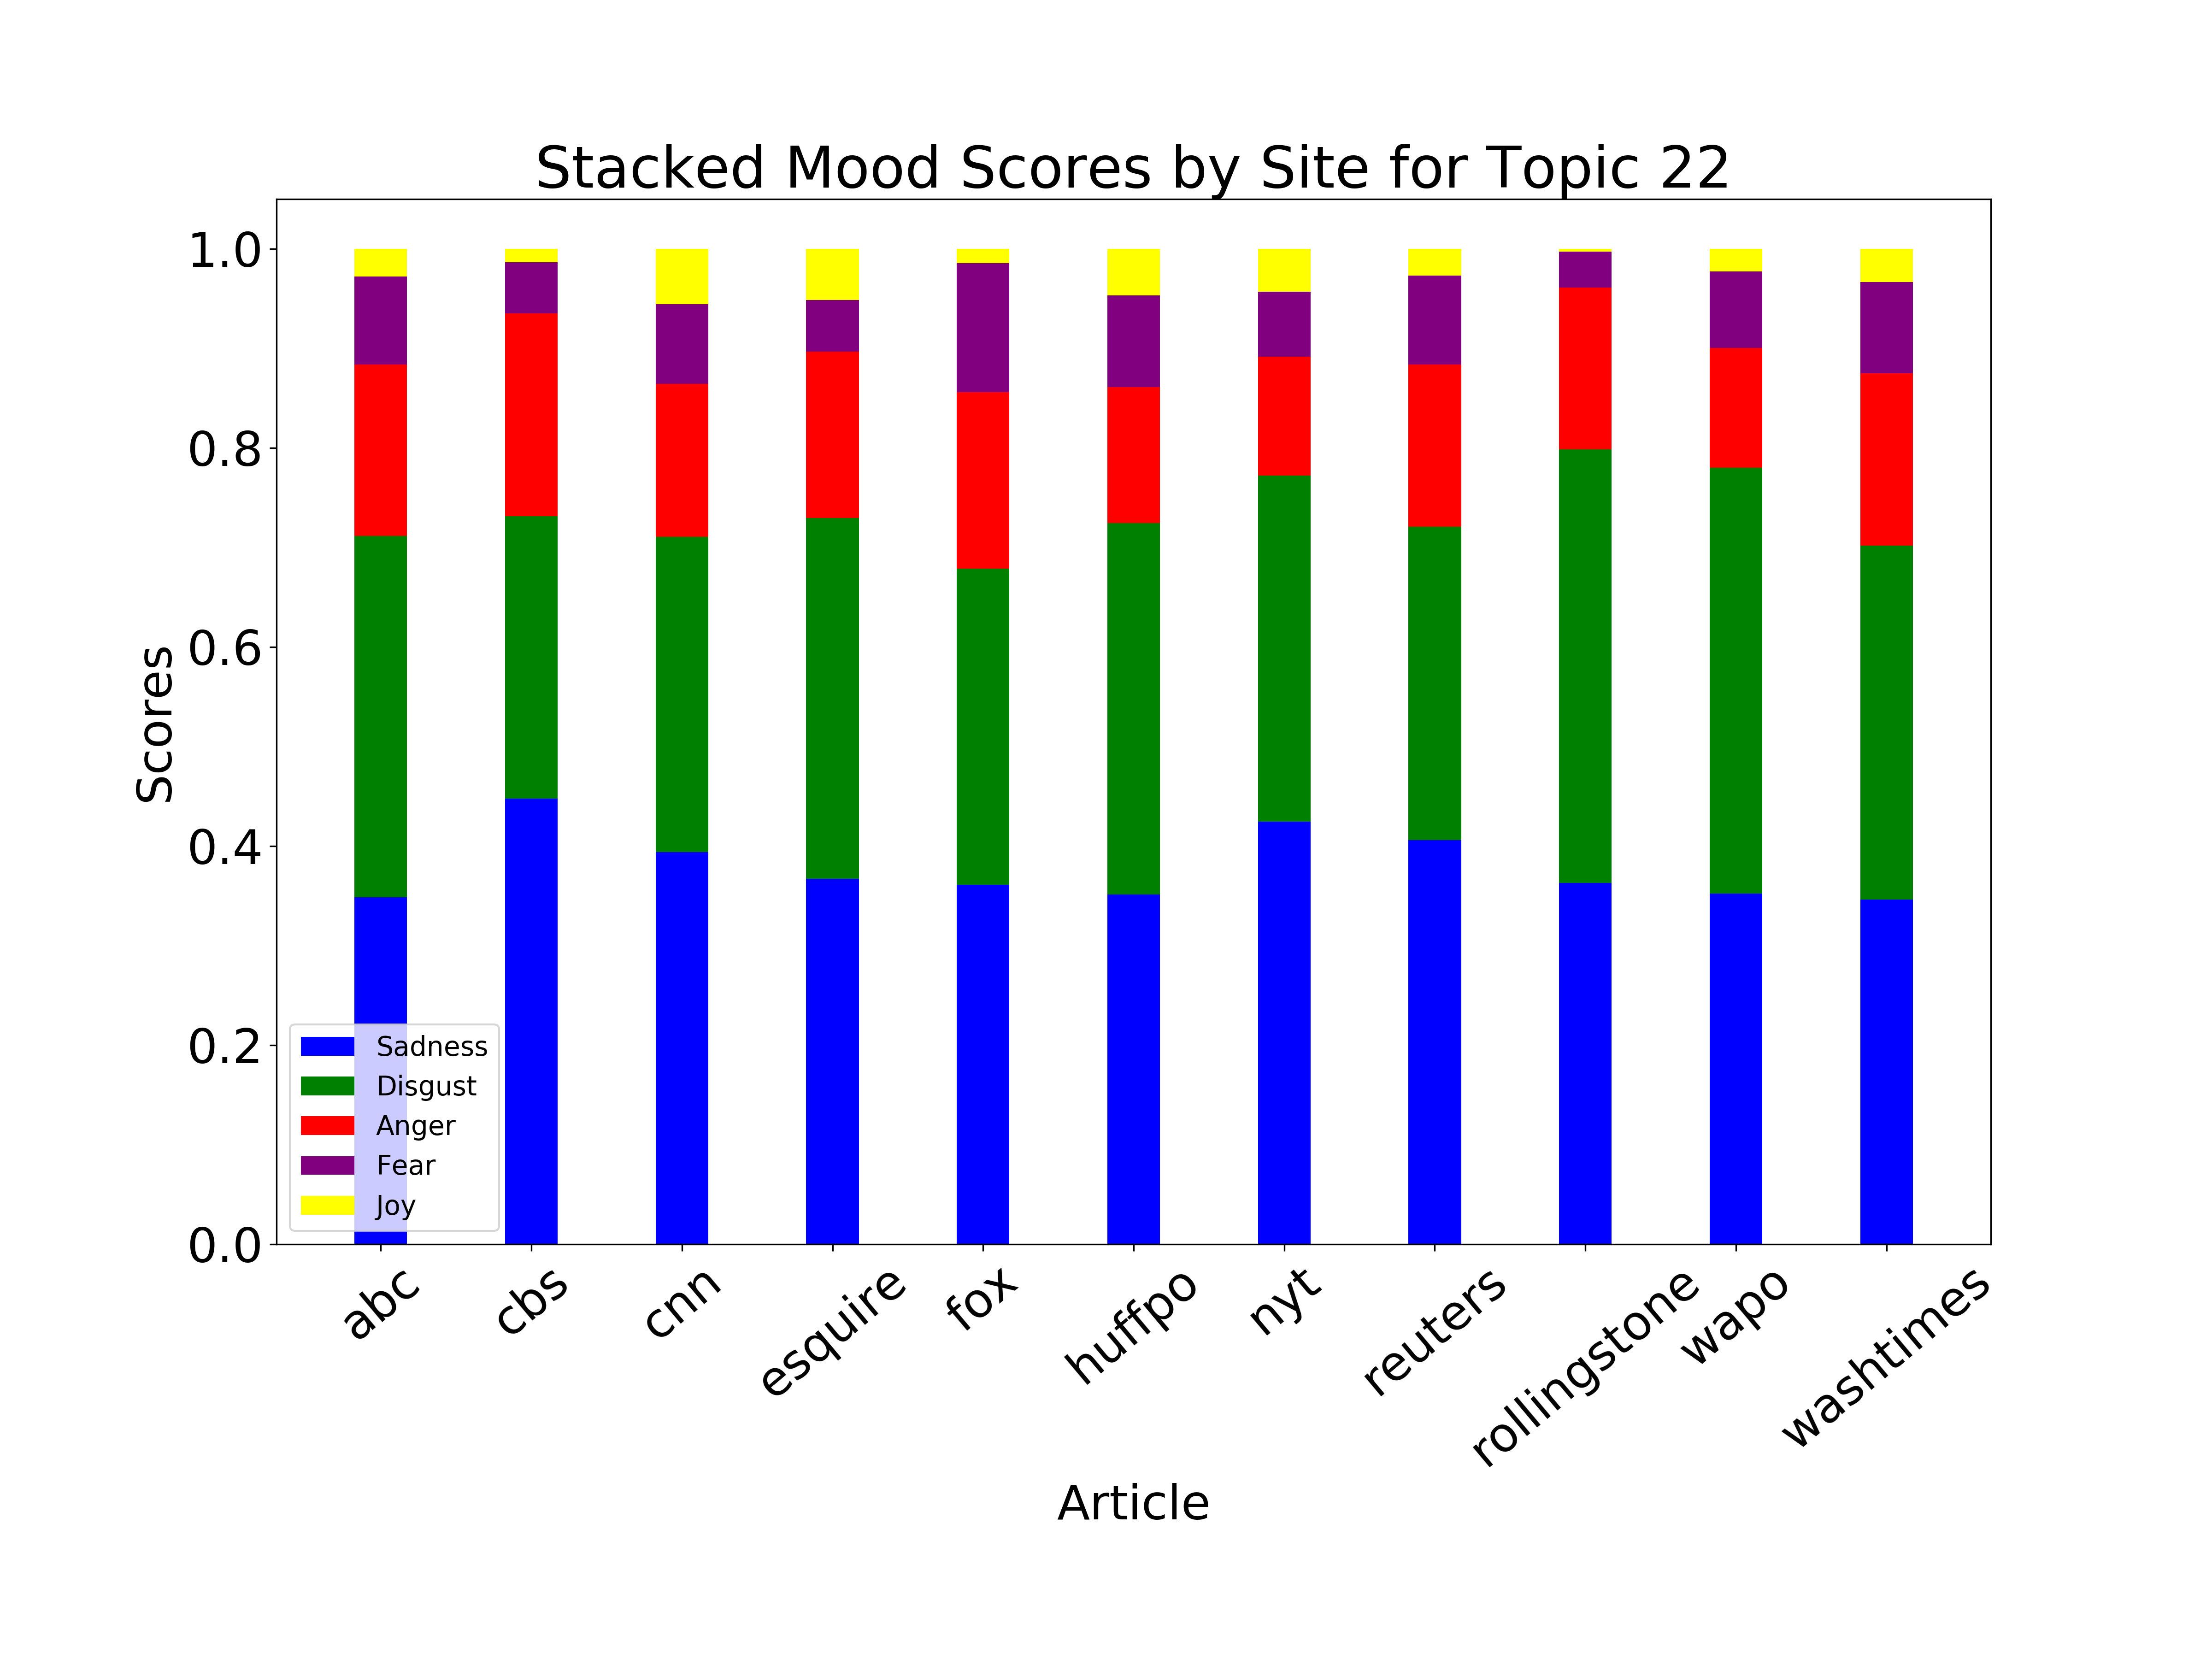 Stacked Mood Scores by Site for Topic 22
1.0
0.8
0.6
0.4
0.2
0.0
Scores
Sadness
Disgust
Anger
Fear
Joy
abc
cbs
cnn
esquire
fox
huffpo
nyt
reuters
rollingstone
wapo
washtimes
Article